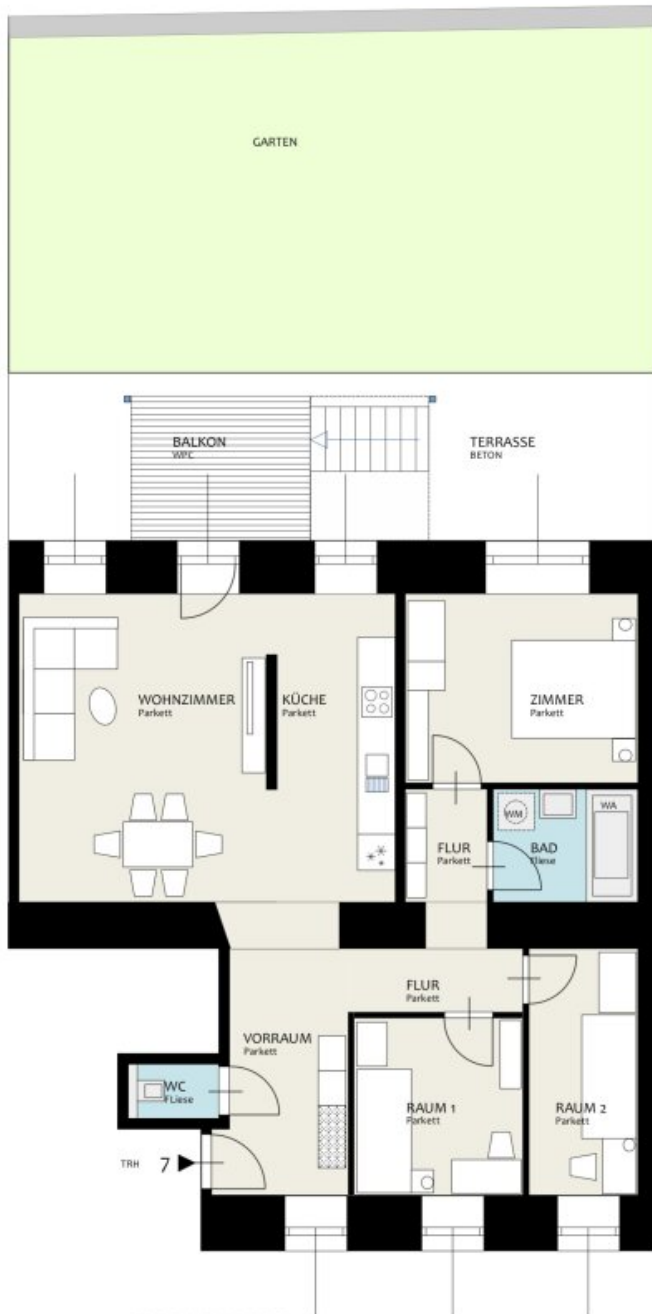 GARTEN
BALKON
WPC
TERRASSE
BETON
WOHNZIMMER
Parkett
KÜCHE
Parkett
ZIMMER
Parkett
WM
WA
FLUR
Parkett
BAD
Fliese
FLUR
Parkett
VORRAUM
Parkett
WC
FLiese
RAUM 1
Parkett
RAUM 2
Parkett
TRH 7